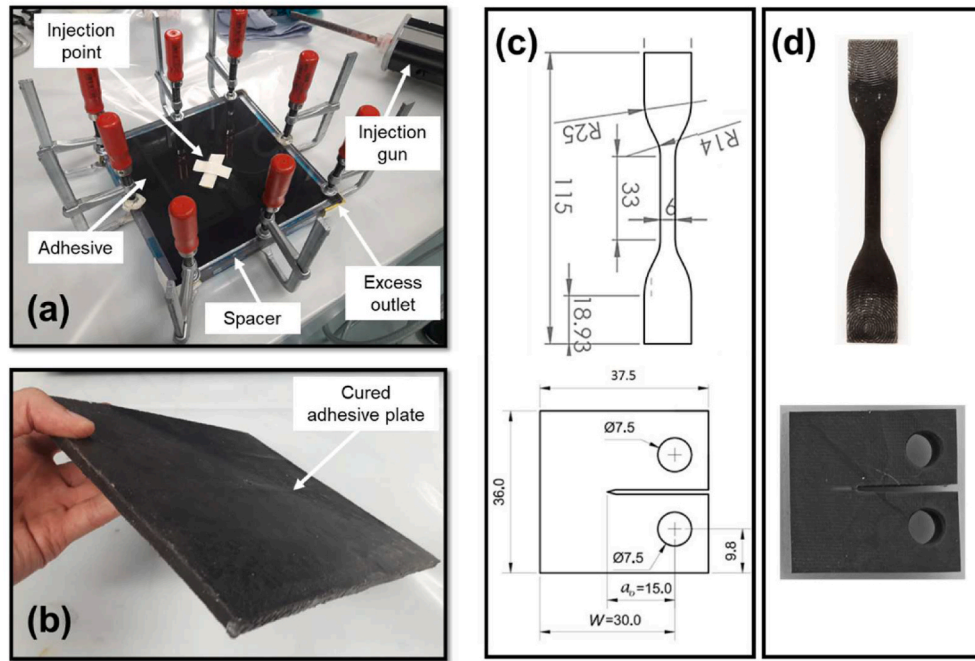 Injection
point
Injection
gun
Adhesive
Excess
outlet
Spacer
(a)
Cured
adhesive plate
(b)
(c)
R25
R14
115
33
6
18.93
37.5
Ø7.5
36.0
Ø7.5
9.8
aₒ=15.0
W=30.0
(d)